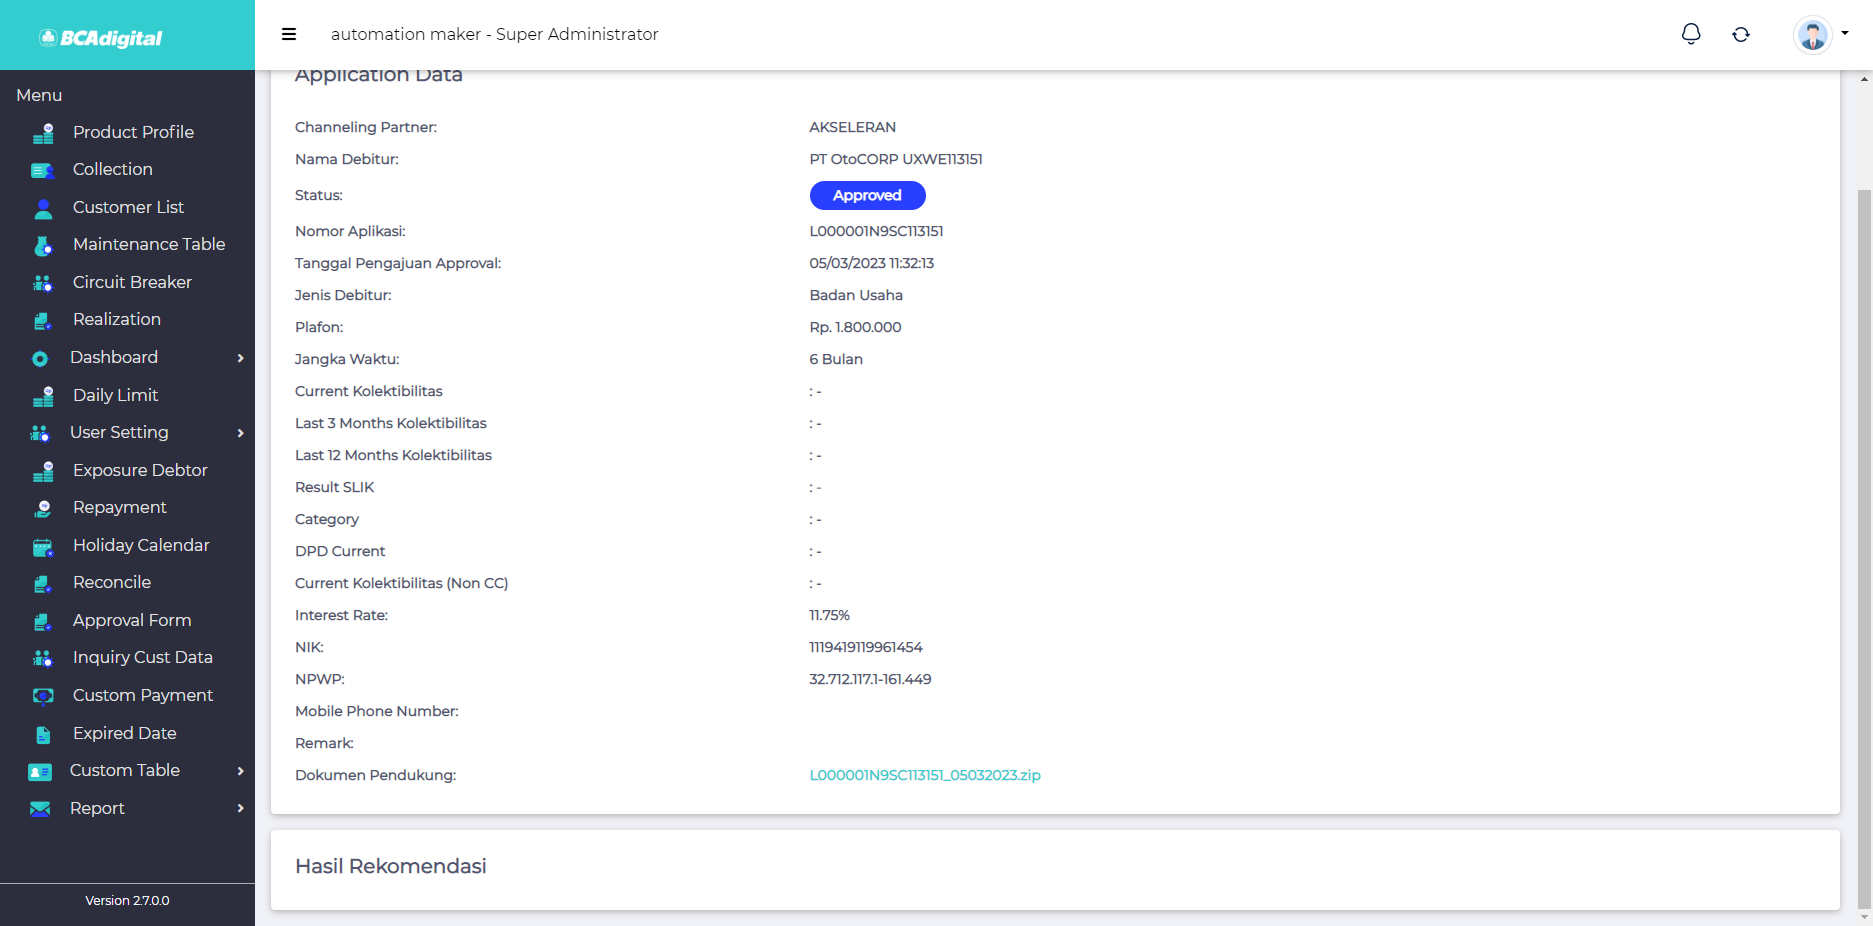 BCAdigital
automation maker - Super Administrator
Menu
Product Profile
Collection
Customer List
Maintenance Table
Circuit Breaker
Realization
Dashboard
Daily Limit
User Setting
Exposure Debtor
Repayment
Holiday Calendar
Reconcile
Approval Form
Inquiry Cust Data
Custom Payment
Expired Date
Custom Table
Report
Version 2.7.0.0
Application Data
Channeling Partner: AKSELERAN
Nama Debitur: PT OtoCORP UXWE113151
Status: Approved
Nomor Aplikasi: L000001N9SC113151
Tanggal Pengajuan Approval: 05/03/2023 11:32:13
Jenis Debitur: Badan Usaha
Plafon: Rp. 1.800.000
Jangka Waktu: 6 Bulan
Current Kolektibilitas : -
Last 3 Months Kolektibilitas : -
Last 12 Months Kolektibilitas : -
Result SLIK : -
Category : -
DPD Current : -
Current Kolektibilitas (Non CC) : -
Interest Rate: 11.75%
NIK: 1119419119961454
NPWP: 32.712.117.1-161.449
Mobile Phone Number:
Remark:
Dokumen Pendukung: L000001N9SC113151_05032023.zip
Hasil Rekomendasi